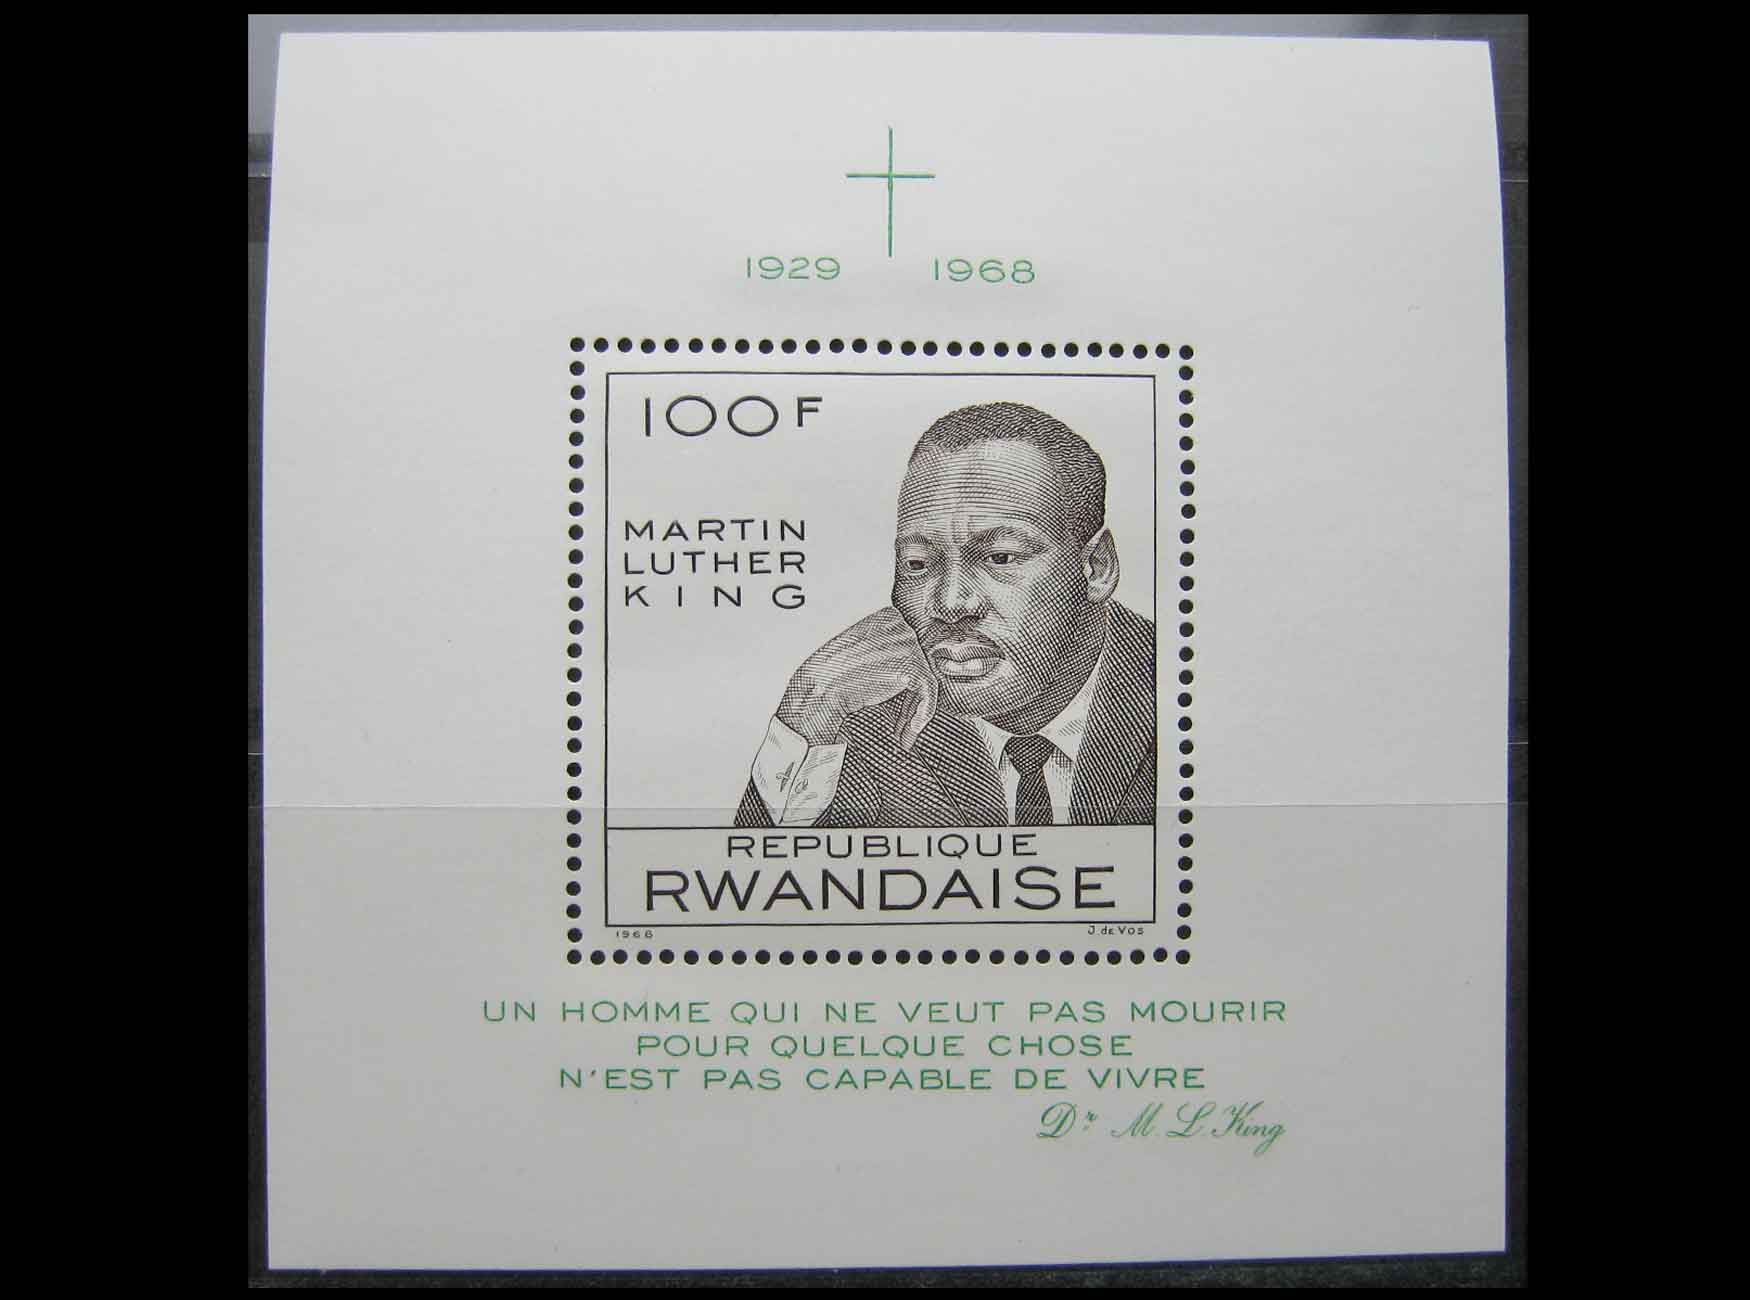 1929 1968
100F
MARTIN
LUTHER
KING
REPUBLIQUE
RWANDAISE
1968 J. de VOS
UN HOMME QUI NE VEUT PAS MOURIR
POUR QUELQUE CHOSE
N'EST PAS CAPABLE DE VIVRE
Dr. M. L. King